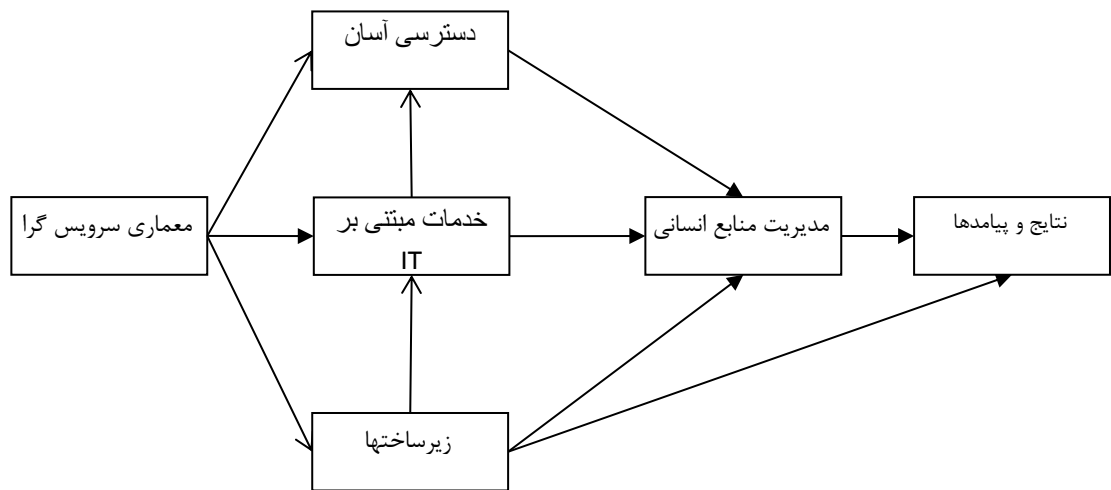 دسترسی آسان
معماری سرویس گرا
خدمات مبتنی بر
IT
مدیریت منابع انسانی
نتایج و پیامدها
زیرساختها